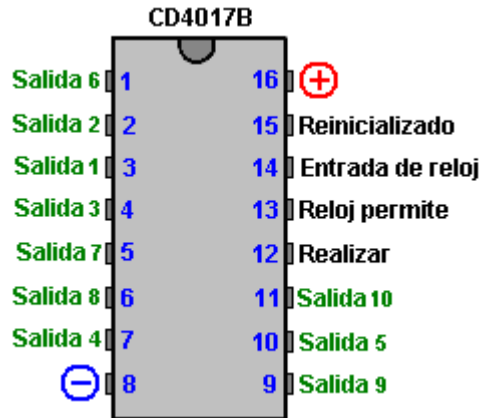 CD4017B
Salida 6 1 16 +
Salida 2 2 15 Reinicializado
Salida 1 3 14 Entrada de reloj
Salida 3 4 13 Reloj permite
Salida 7 5 12 Realizar
Salida 8 6 11 Salida 10
Salida 4 7 10 Salida 5
− 8 9 Salida 9